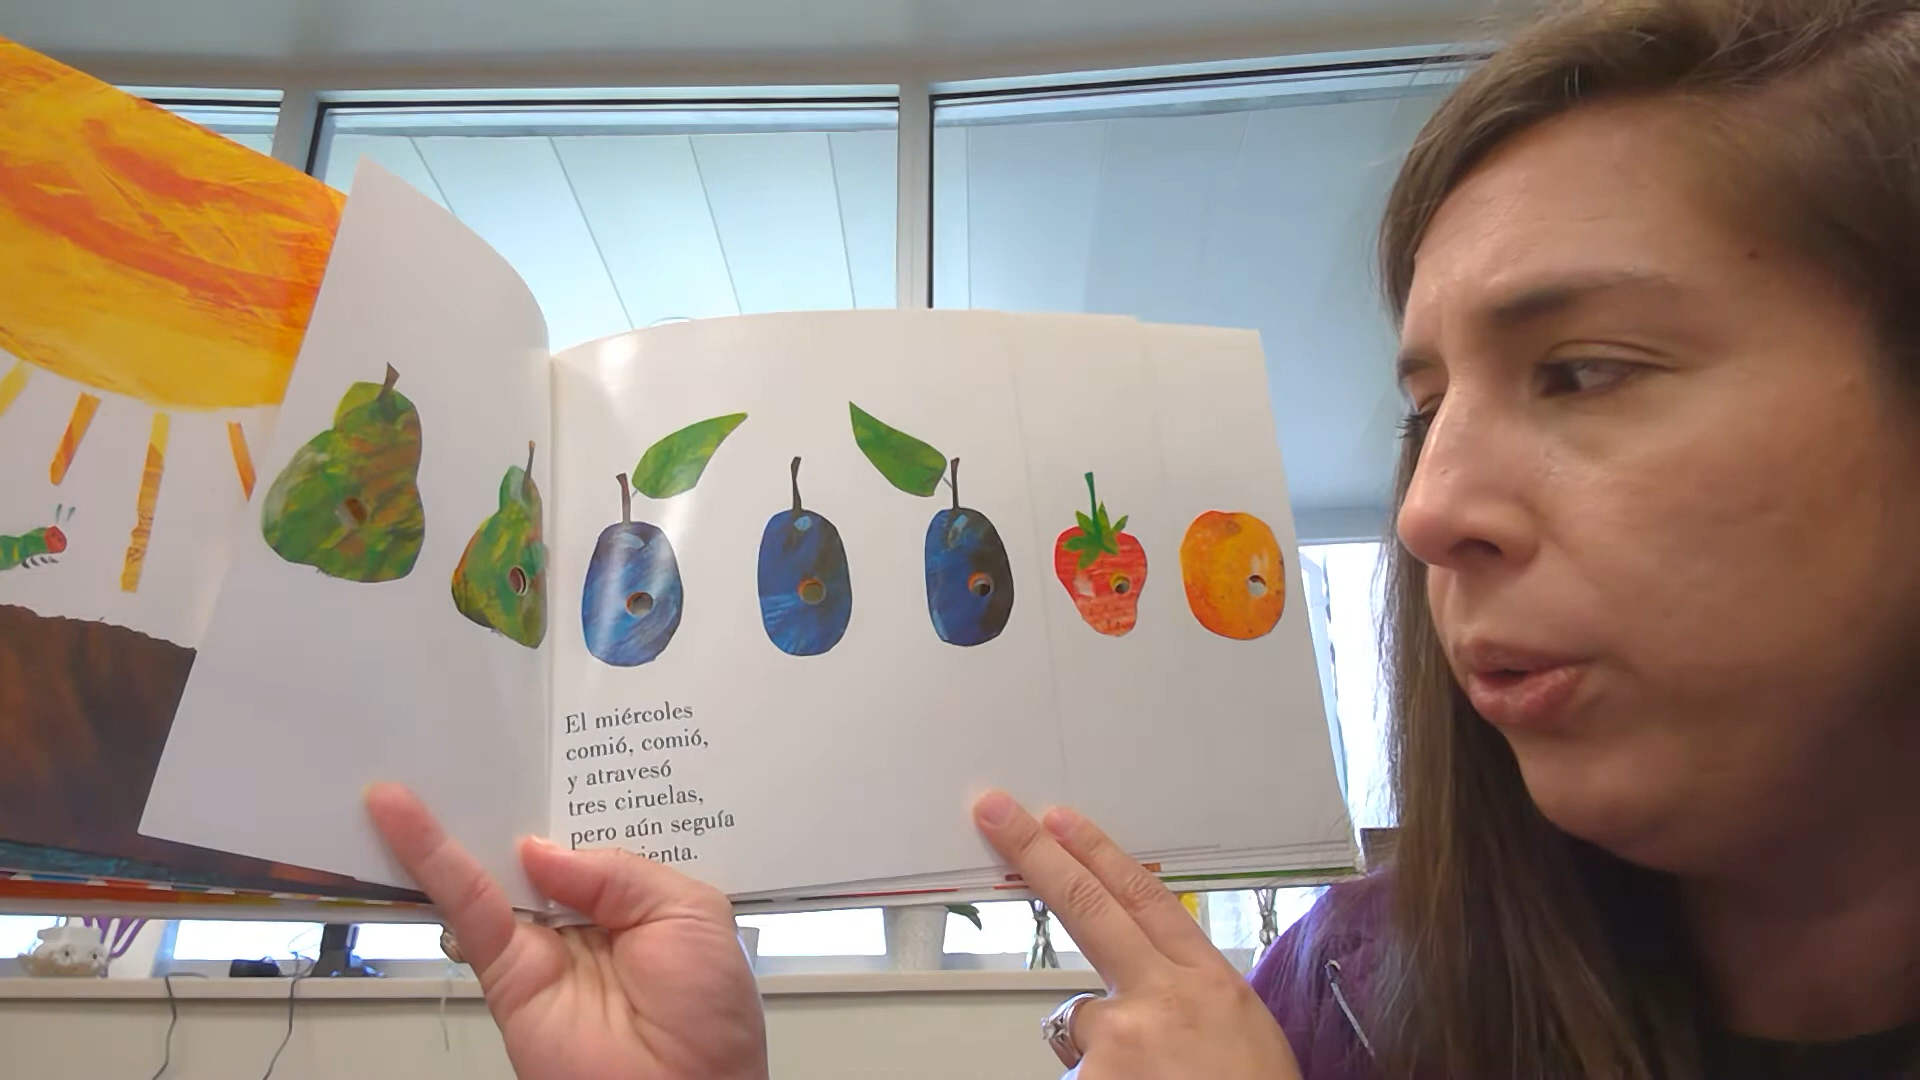 El miércoles
comió, comió,
y atravesó
tres ciruelas,
pero aún seguía